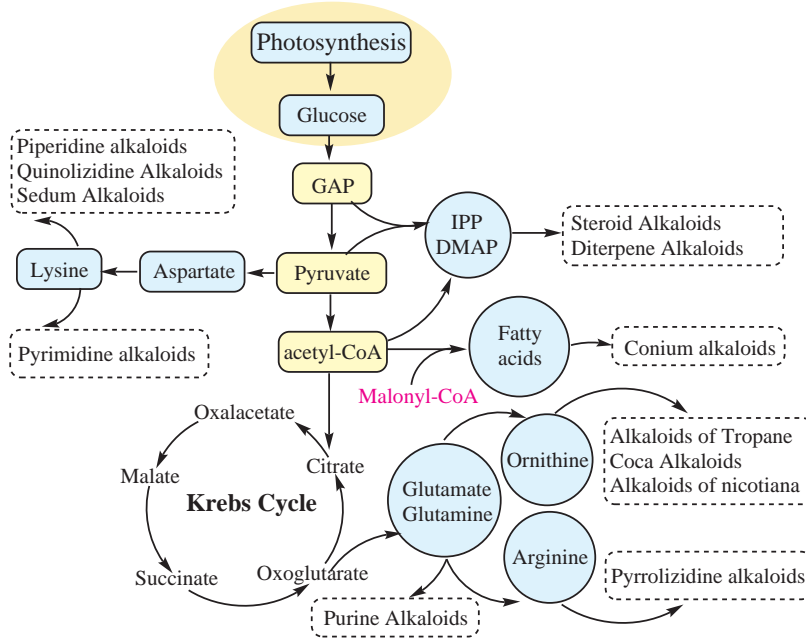 Photosynthesis
Glucose
Piperidine alkaloids
Quinolizidine Alkaloids
Sedum Alkaloids
GAP
IPP
DMAP
Steroid Alkaloids
Diterpene Alkaloids
Lysine
Aspartate
Pyruvate
Pyrimidine alkaloids
acetyl-CoA
Fatty
acids
Conium alkaloids
Malonyl-CoA
Oxalacetate
Citrate
Malate
Krebs Cycle
Succinate
Oxoglutarate
Glutamate
Glutamine
Ornithine
Alkaloids of Tropane
Coca Alkaloids
Alkaloids of nicotiana
Arginine
Pyrrolizidine alkaloids
Purine Alkaloids